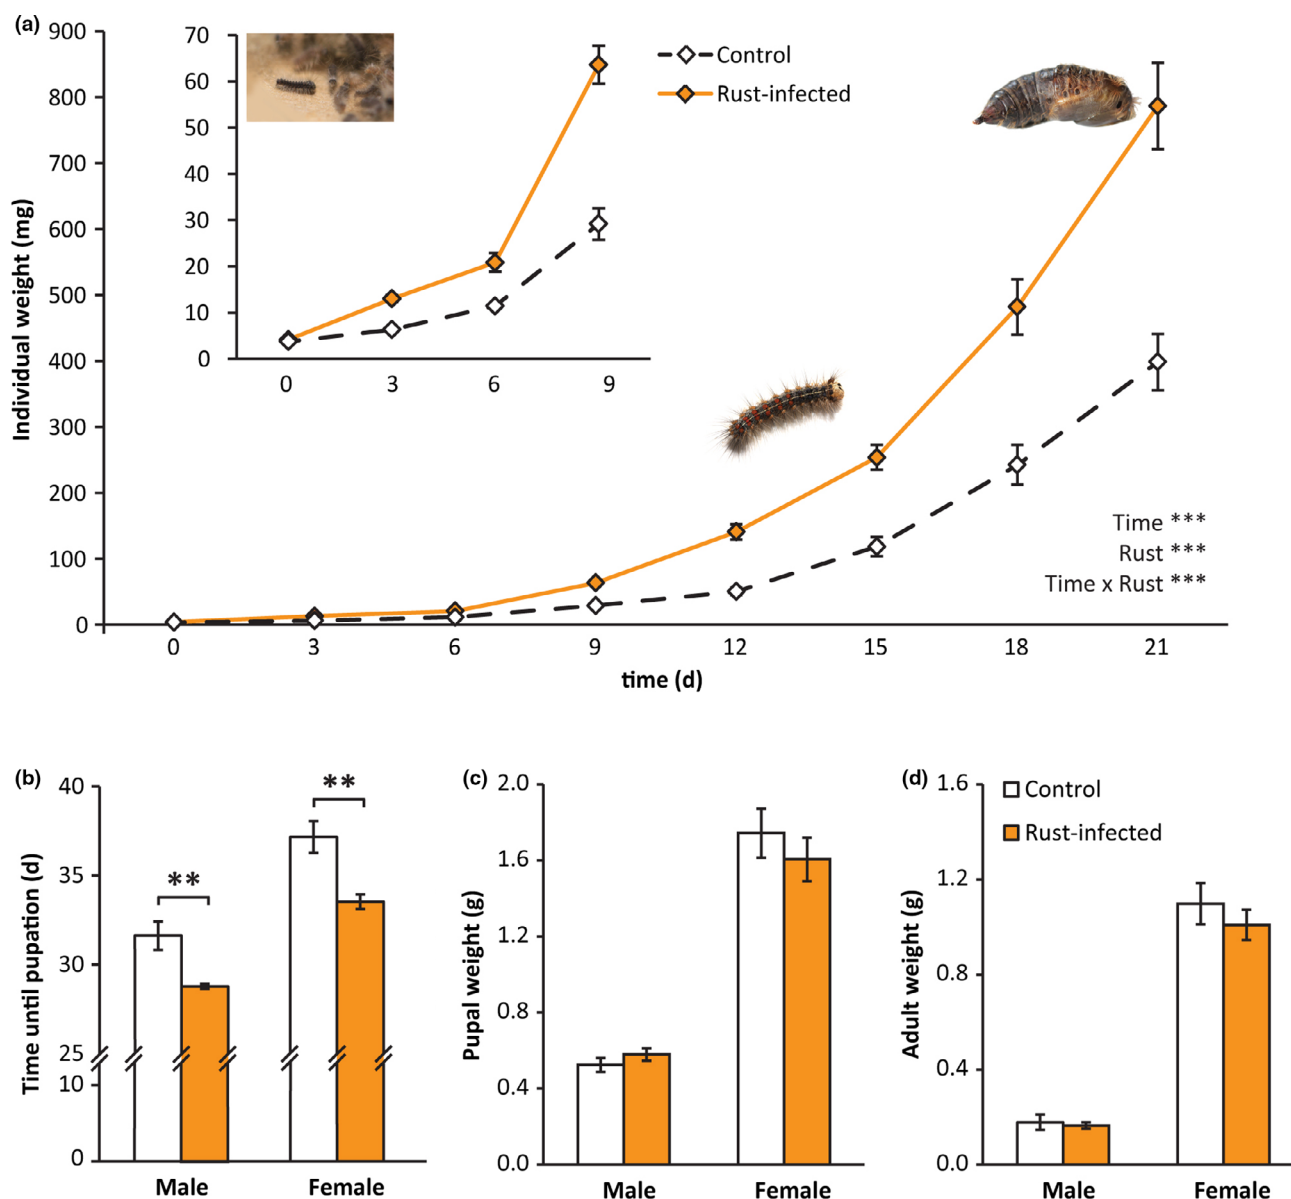 (a)
Individual weight (mg)
900
800
700
600
500
400
300
200
100
0
70
60
50
40
30
20
10
0
0 3 6 9
Control
Rust-infected
Time ***
Rust ***
Time x Rust ***
0 3 6 9 12 15 18 21
time (d)
(b)
Time until pupation (d)
40
35
30
25
10
0
**
**
Male Female
(c)
Pupal weight (g)
2.0
1.6
1.2
0.8
0.4
0.0
Male Female
(d)
Adult weight (g)
1.6
1.2
0.8
0.4
0.0
Control
Rust-infected
Male Female